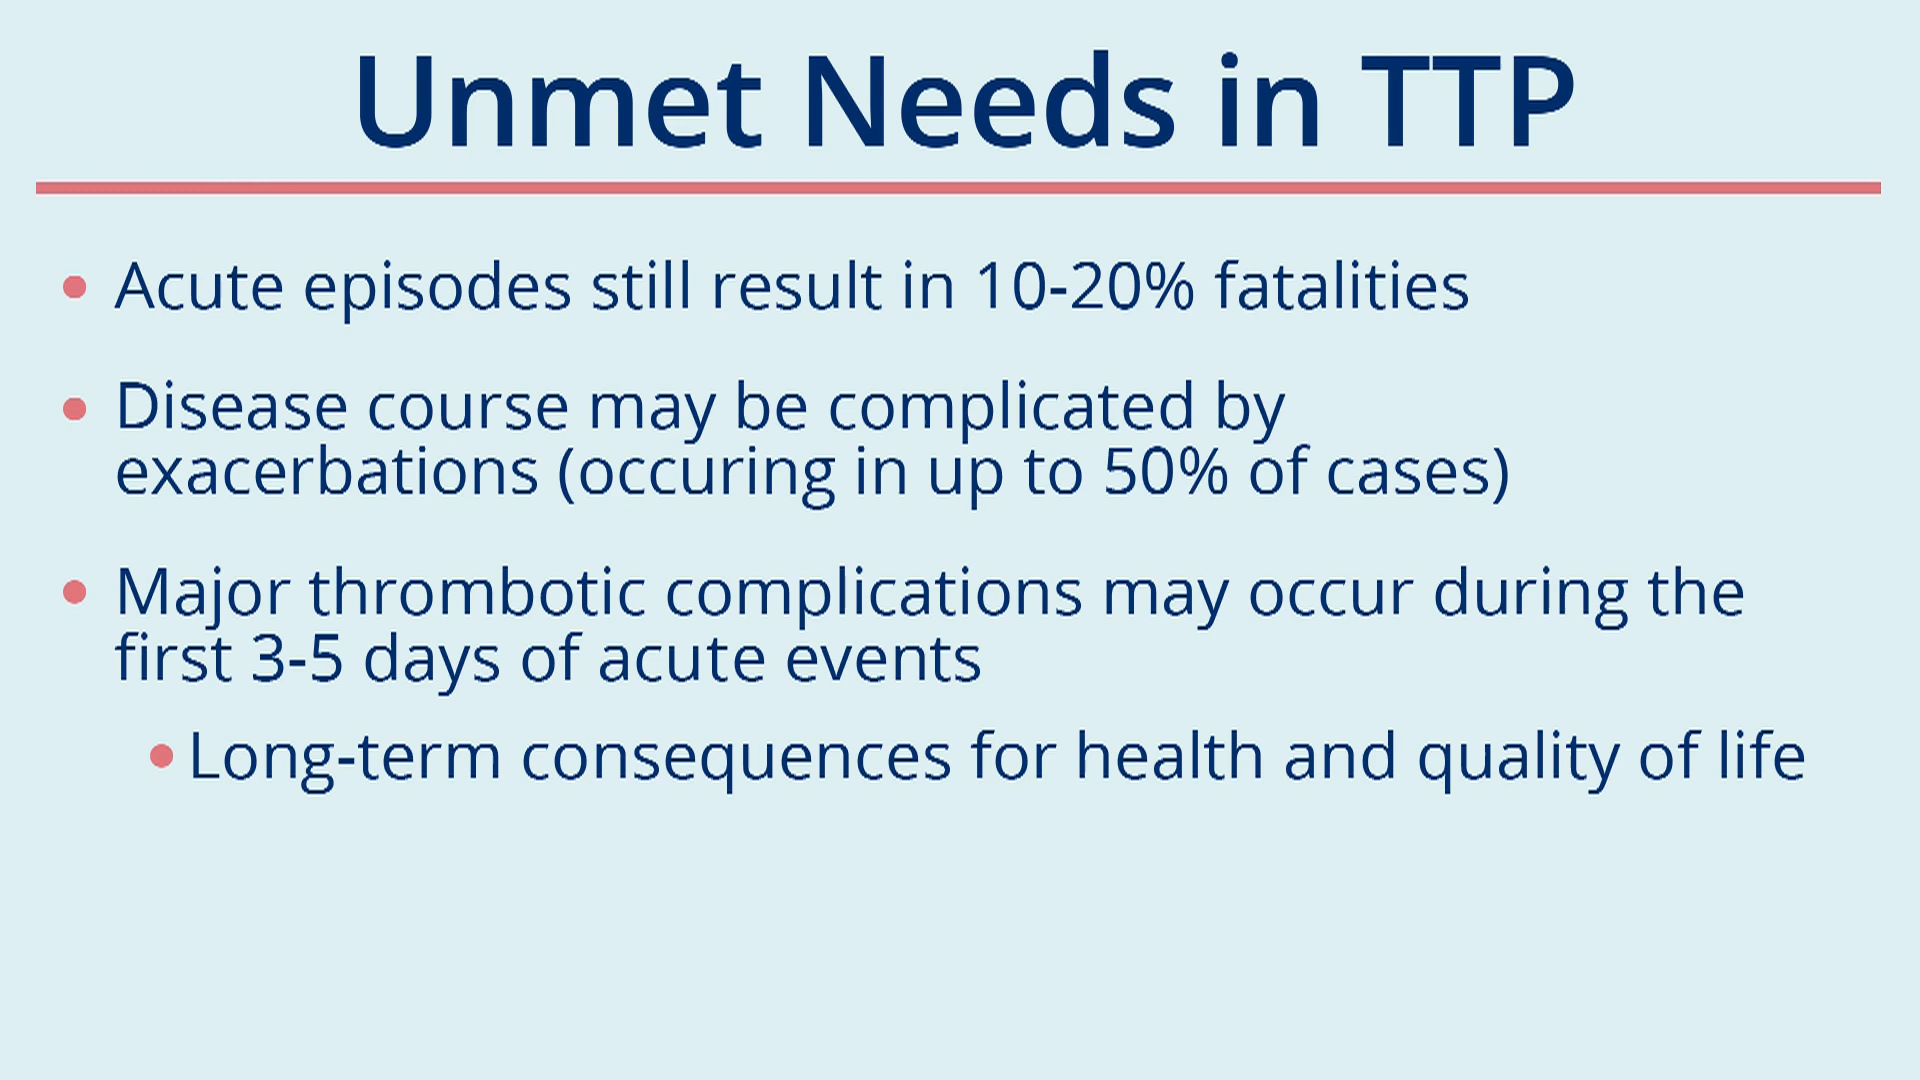 Unmet Needs in TTP
• Acute episodes still result in 10-20% fatalities
• Disease course may be complicated by
exacerbations (occuring in up to 50% of cases)
• Major thrombotic complications may occur during the
first 3-5 days of acute events
• Long-term consequences for health and quality of life